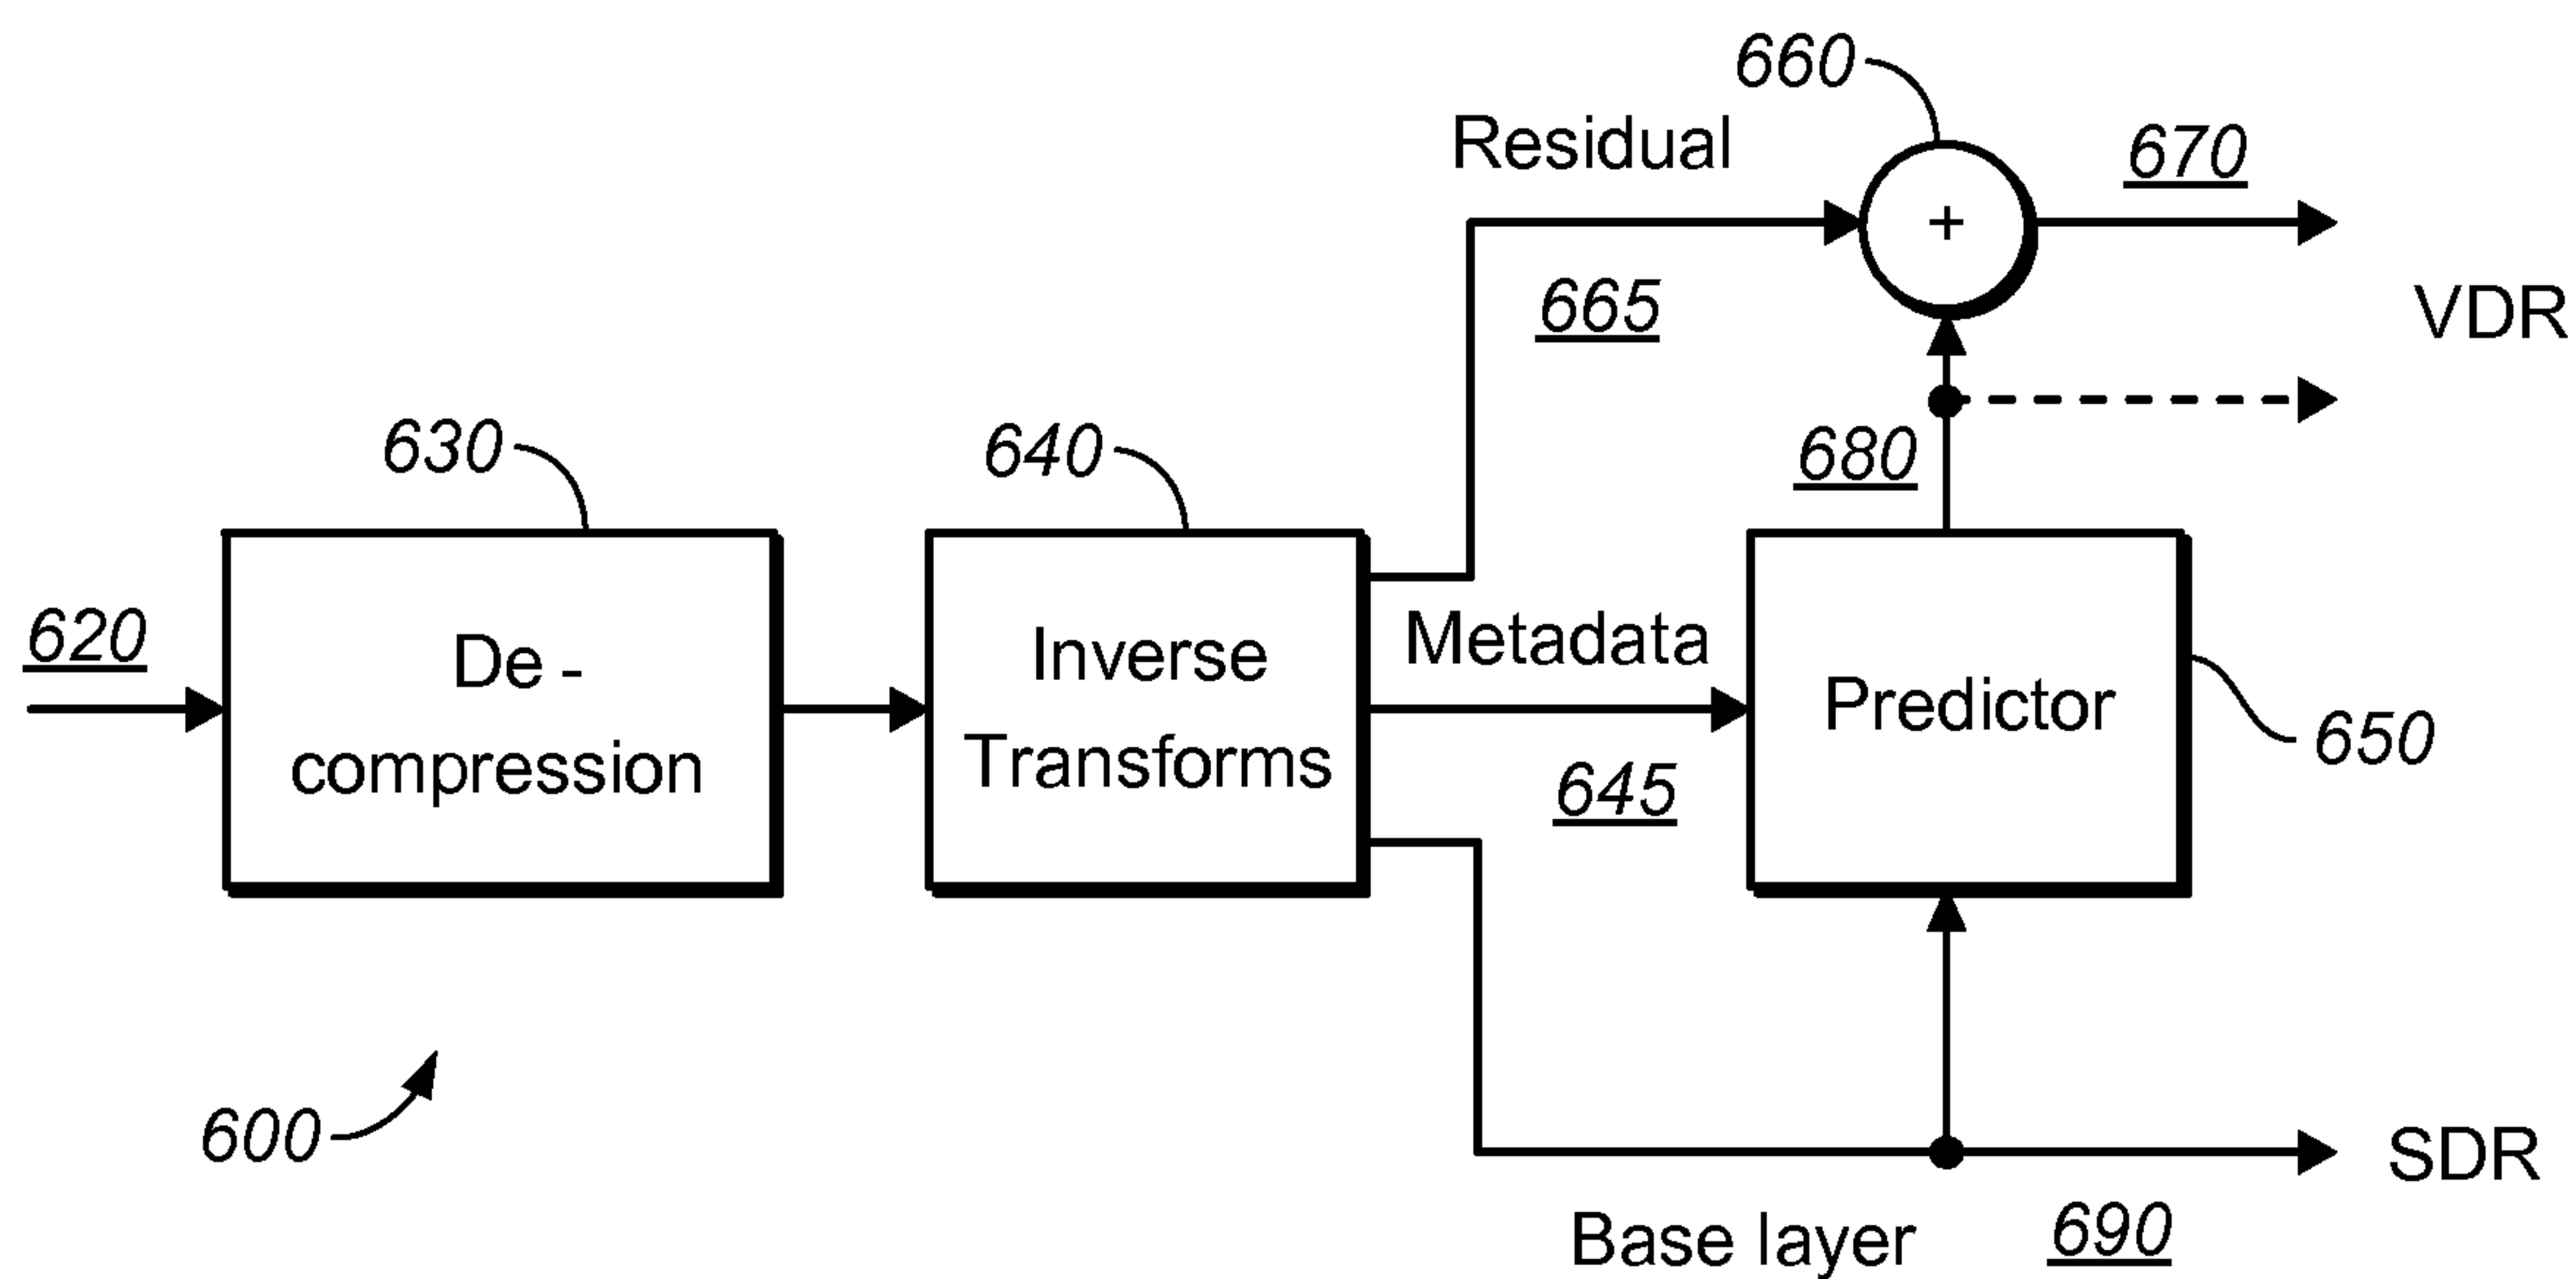 660
Residual
670
+
665
VDR
630
640
680
620
De -
compression
Inverse
Transforms
Metadata
645
Predictor
650
600
SDR
Base layer
690